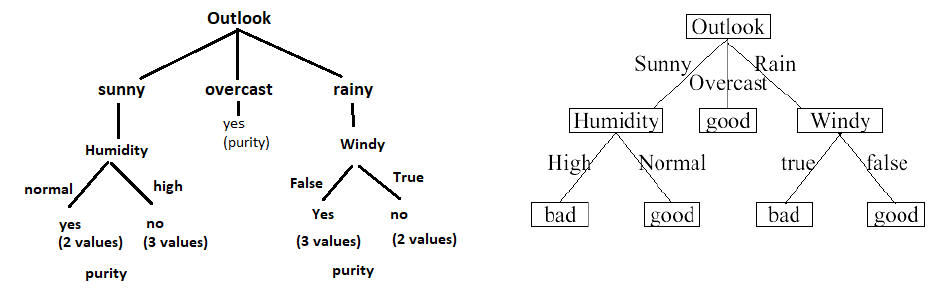 Outlook
sunny overcast rainy
yes
(purity)
Humidity Windy
normal high False True
yes no Yes no
(2 values) (3 values) (3 values) (2 values)
purity purity
Outlook
Sunny Rain
Overcast
Humidity good Windy
High Normal true false
bad good bad good